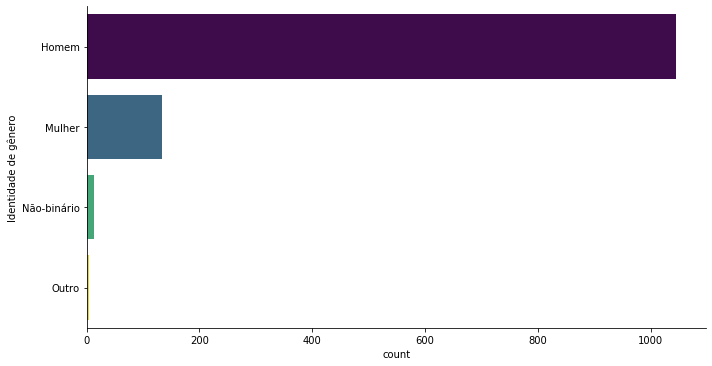 Identidade de gênero
Homem
Mulher
Não-binário
Outro
0 200 400 600 800 1000
count